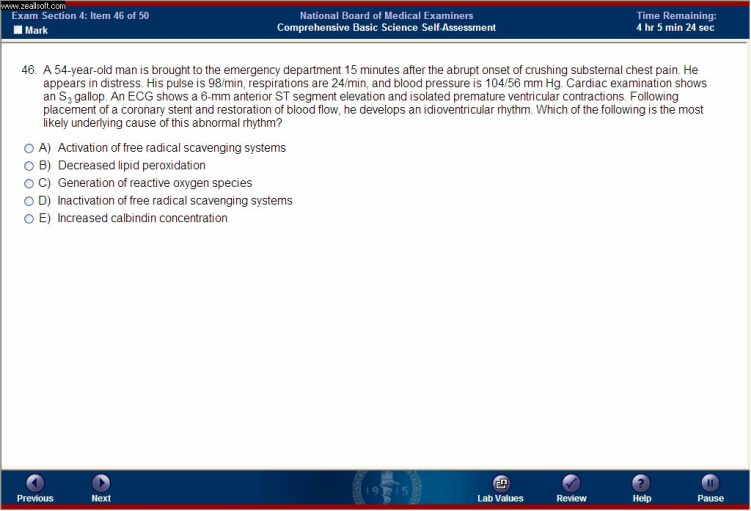 www.zeallsoft.com
Exam Section 4: Item 46 of 50
National Board of Medical Examiners
Time Remaining:
Mark
Comprehensive Basic Science Self-Assessment
4 hr 5 min 24 sec
46. A 54-year-old man is brought to the emergency department 15 minutes after the abrupt onset of crushing substernal chest pain. He
appears in distress. His pulse is 98/min, respirations are 24/min, and blood pressure is 104/56 mm Hg. Cardiac examination shows
an S3 gallop. An ECG shows a 6-mm anterior ST segment elevation and isolated premature ventricular contractions. Following
placement of a coronary stent and restoration of blood flow, he develops an idioventricular rhythm. Which of the following is the most
likely underlying cause of this abnormal rhythm?
A) Activation of free radical scavenging systems
B) Decreased lipid peroxidation
C) Generation of reactive oxygen species
D) Inactivation of free radical scavenging systems
E) Increased calbindin concentration
1915
Previous
Next
Lab Values
Review
Help
Pause